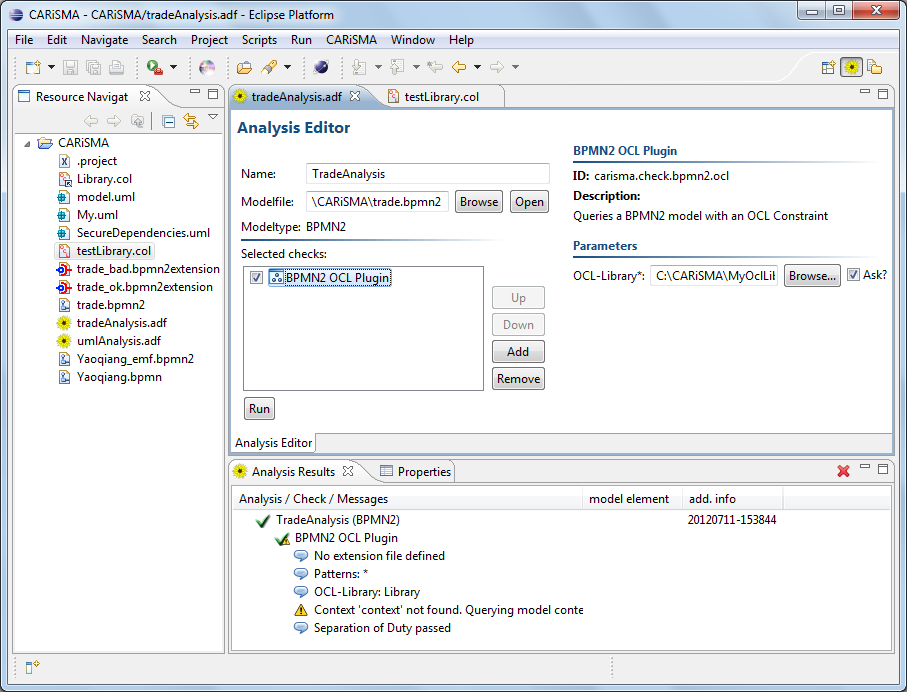 CARiSMA - CARiSMA/tradeAnalysis.adf - Eclipse Platform
File Edit Navigate Search Project Scripts Run CARiSMA Window Help
Resource Navigat
CARiSMA
.project
Library.col
model.uml
My.uml
SecureDependencies.uml
testLibrary.col
trade_bad.bpmn2extension
trade_ok.bpmn2extension
trade.bpmn2
tradeAnalysis.adf
umlAnalysis.adf
Yaoqiang_emf.bpmn2
Yaoqiang.bpmn
tradeAnalysis.adf testLibrary.col
Analysis Editor
Name: TradeAnalysis
Modelfile: \CARiSMA\trade.bpmn2 Browse Open
Modeltype: BPMN2
Selected checks:
BPMN2 OCL Plugin
Up
Down
Add
Remove
Run
BPMN2 OCL Plugin
ID: carisma.check.bpmn2.ocl
Description:
Queries a BPMN2 model with an OCL Constraint
Parameters
OCL-Library*: C:\CARiSMA\MyOclLil Browse... Ask?
Analysis Editor
Analysis Results Properties
Analysis / Check / Messages model element add. info
TradeAnalysis (BPMN2) 20120711-153844
BPMN2 OCL Plugin
No extension file defined
Patterns: *
OCL-Library: Library
Context 'context' not found. Querying model conte
Separation of Duty passed